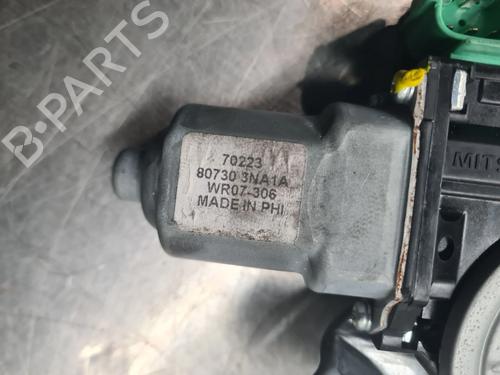 B-PARTS
70223
80730 3NA1A
WR07-306
MADE IN PHI
MITS